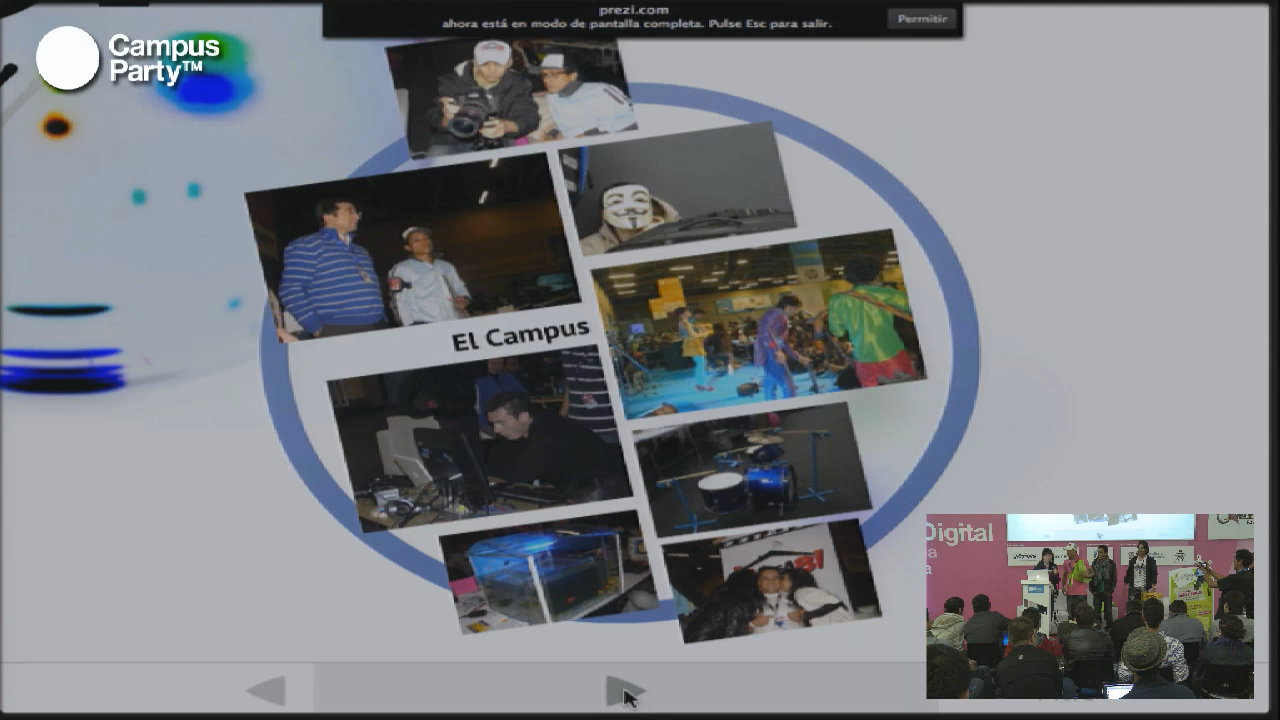 prezi.com
ahora está en modo de pantalla completa. Pulse Esc para salir.
Permitir
Campus
Party™
El Campus
Digital